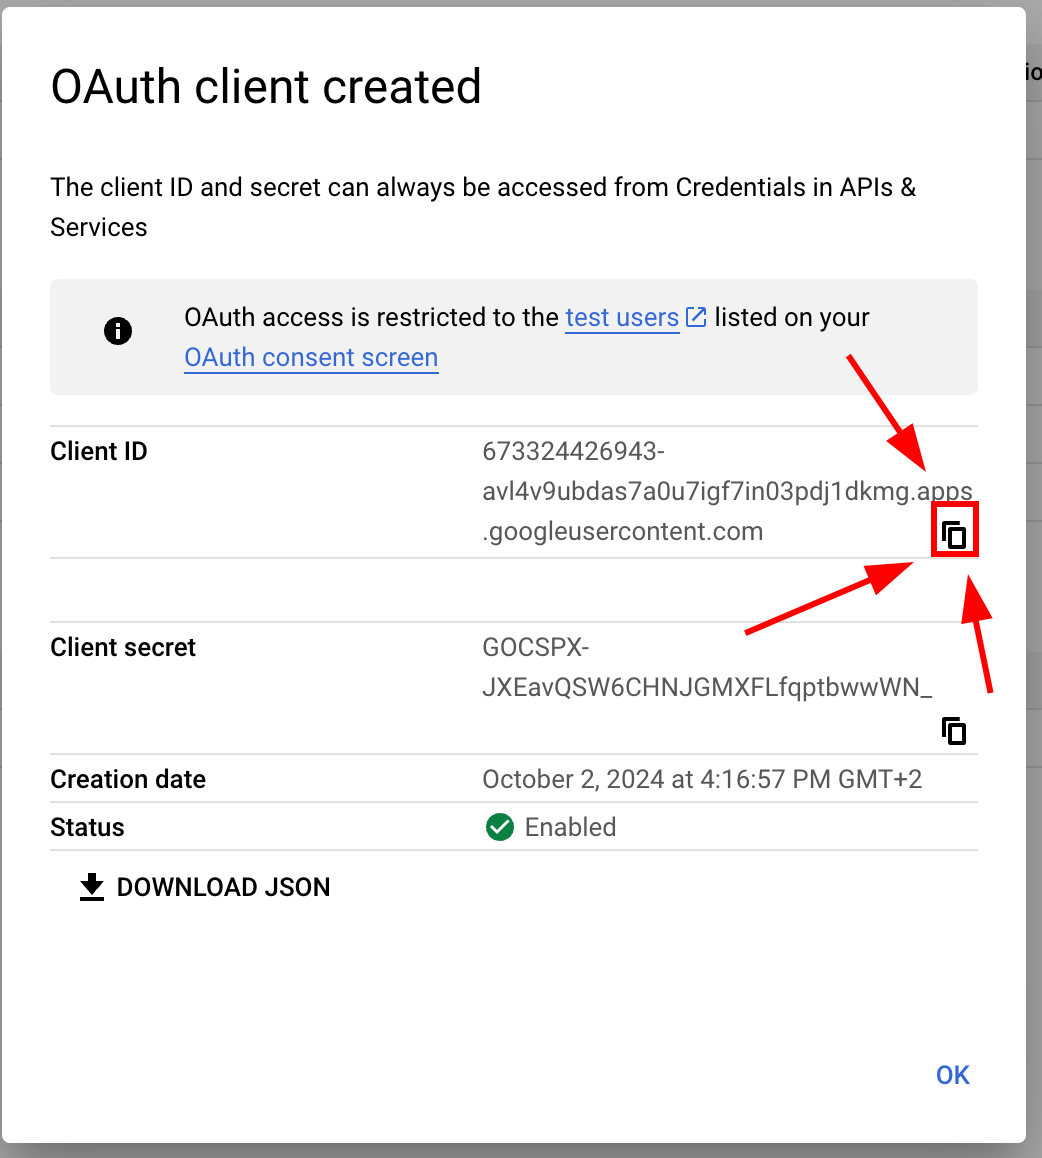 OAuth client created
The client ID and secret can always be accessed from Credentials in APIs &
Services
OAuth access is restricted to the test users listed on your
OAuth consent screen
Client ID
673324426943-
avl4v9ubdas7a0u7igf7in03pdj1dkmg.apps
.googleusercontent.com
Client secret
GOCSPX-
JXEavQSW6CHNJGMXFLfqptbwwWN_
Creation date
October 2, 2024 at 4:16:57 PM GMT+2
Status
Enabled
DOWNLOAD JSON
OK